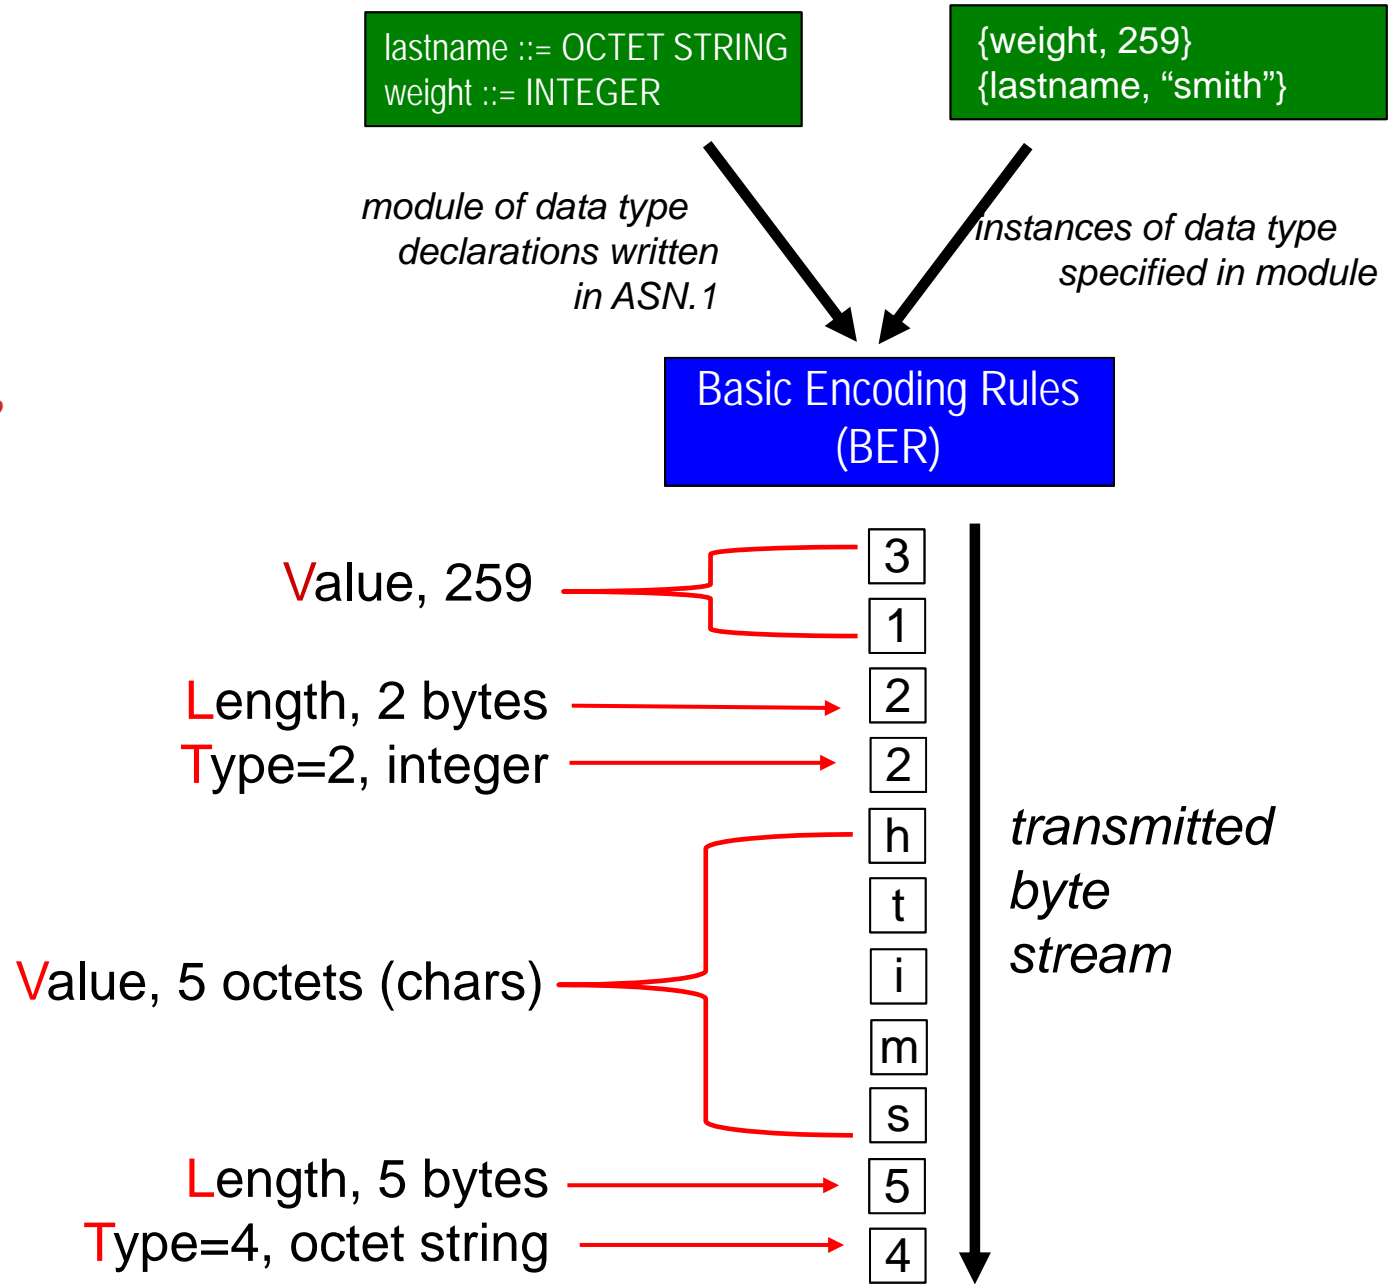 lastname ::= OCTET STRING
weight ::= INTEGER
{weight, 259}
{lastname, “smith”}
module of data type
declarations written
in ASN.1
instances of data type
specified in module
Basic Encoding Rules
(BER)
Value, 259
3
1
Length, 2 bytes
2
Type=2, integer
2
h
t
i
m
s
Value, 5 octets (chars)
transmitted
byte
stream
Length, 5 bytes
5
Type=4, octet string
4